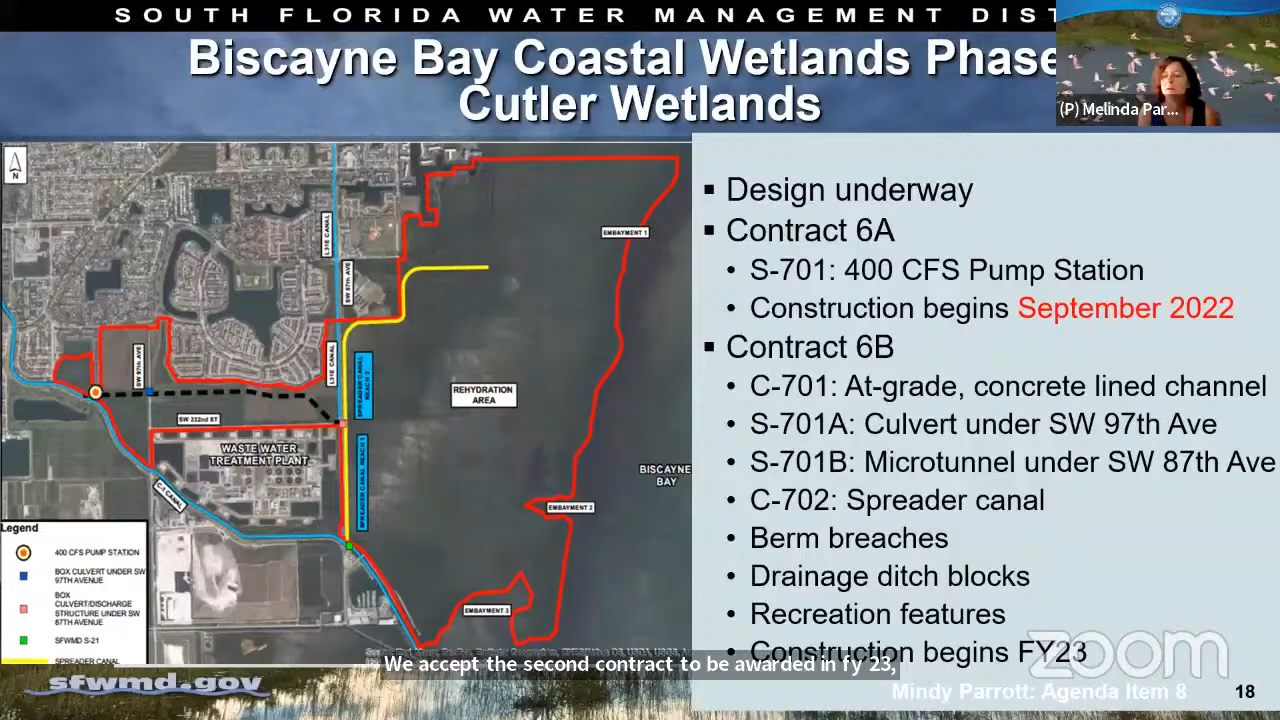 SOUTH FLORIDA WATER MANAGEMENT DIST
Biscayne Bay Coastal Wetlands Phase
Cutler Wetlands
(P) Melinda Par...
N
L31E CANAL
SW 87th AVE
EMBAYMENT 1
SW 97th AVE
L31E CANAL
SPREADER CANAL
REACH 2
REHYDRATION
AREA
SW 232nd ST
WASTE WATER
TREATMENT PLANT
SPREADER CANAL REACH 1
BISCAYNE
BAY
C-1 CANAL
EMBAYMENT 2
EMBAYMENT 3
Legend
400 CFS PUMP STATION
BOX CULVERT UNDER SW
97TH AVENUE
BOX
CULVERT/DISCHARGE
STRUCTURE UNDER SW
87TH AVENUE
SFWMD S-21
SPREADER CANAL
▪ Design underway
▪ Contract 6A
• S-701: 400 CFS Pump Station
• Construction begins September 2022
▪ Contract 6B
• C-701: At-grade, concrete lined channel
• S-701A: Culvert under SW 97th Ave
• S-701B: Microtunnel under SW 87th Ave
• C-702: Spreader canal
• Berm breaches
• Drainage ditch blocks
• Recreation features
• Construction begins FY23
We accept the second contract to be awarded in fy 23,
zoom
sfwmd.gov
Mindy Parrott: Agenda Item 8
18